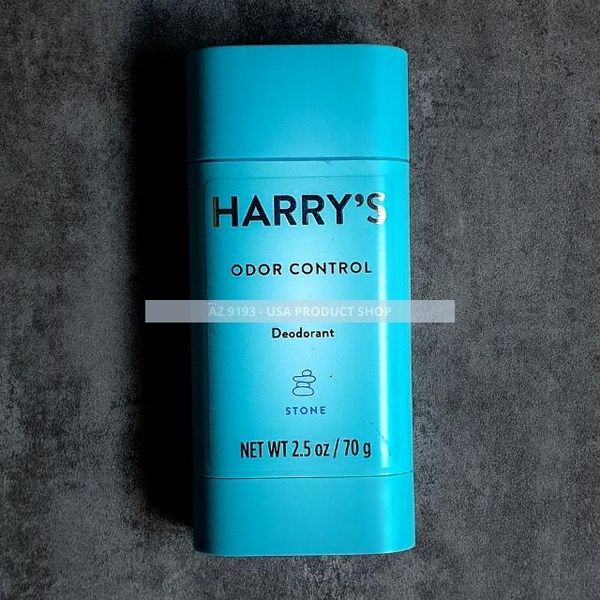 HARRY'S
ODOR CONTROL
AZ 9193 - USA PRODUCT SHOP
Deodorant
STONE
NET WT 2.5 oz / 70 g